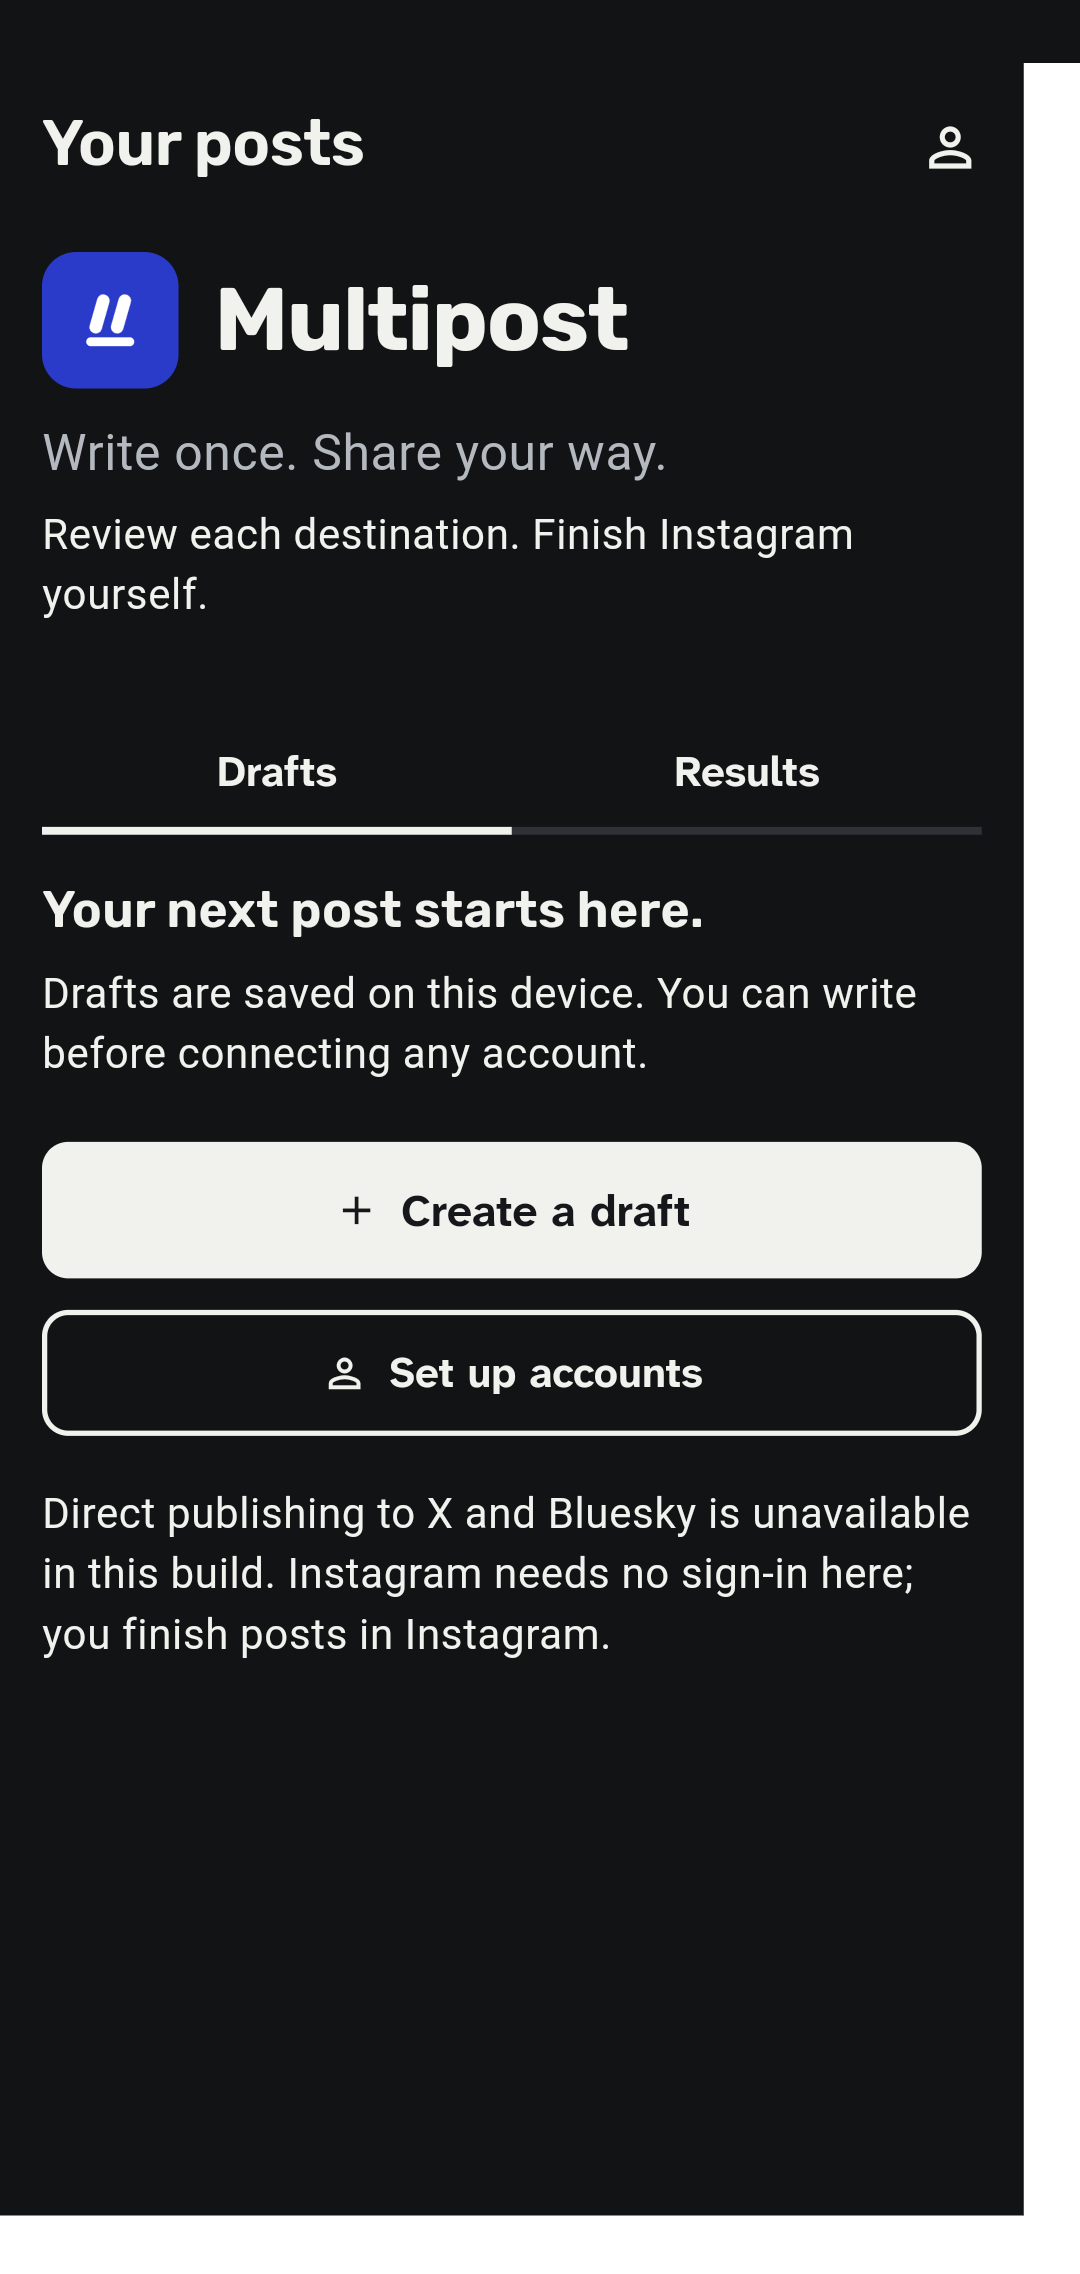 Your posts
Multipost
Write once. Share your way.
Review each destination. Finish Instagram
yourself.
Drafts
Results
Your next post starts here.
Drafts are saved on this device. You can write
before connecting any account.
Create a draft
Set up accounts
Direct publishing to X and Bluesky is unavailable
in this build. Instagram needs no sign-in here;
you finish posts in Instagram.